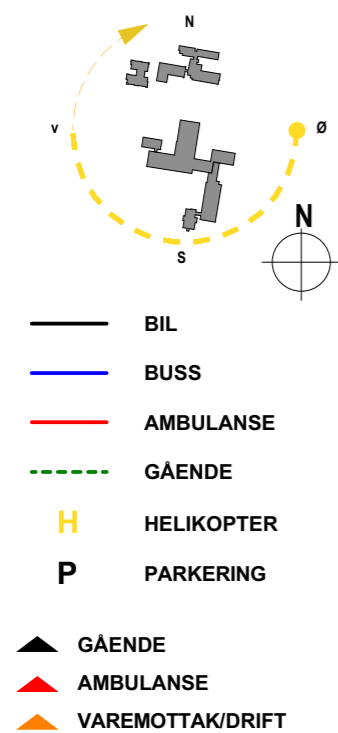 N
V
Ø
S
N
BIL
BUSS
AMBULANSE
GÅENDE
H HELIKOPTER
P PARKERING
GÅENDE
AMBULANSE
VAREMOTTAK/DRIFT